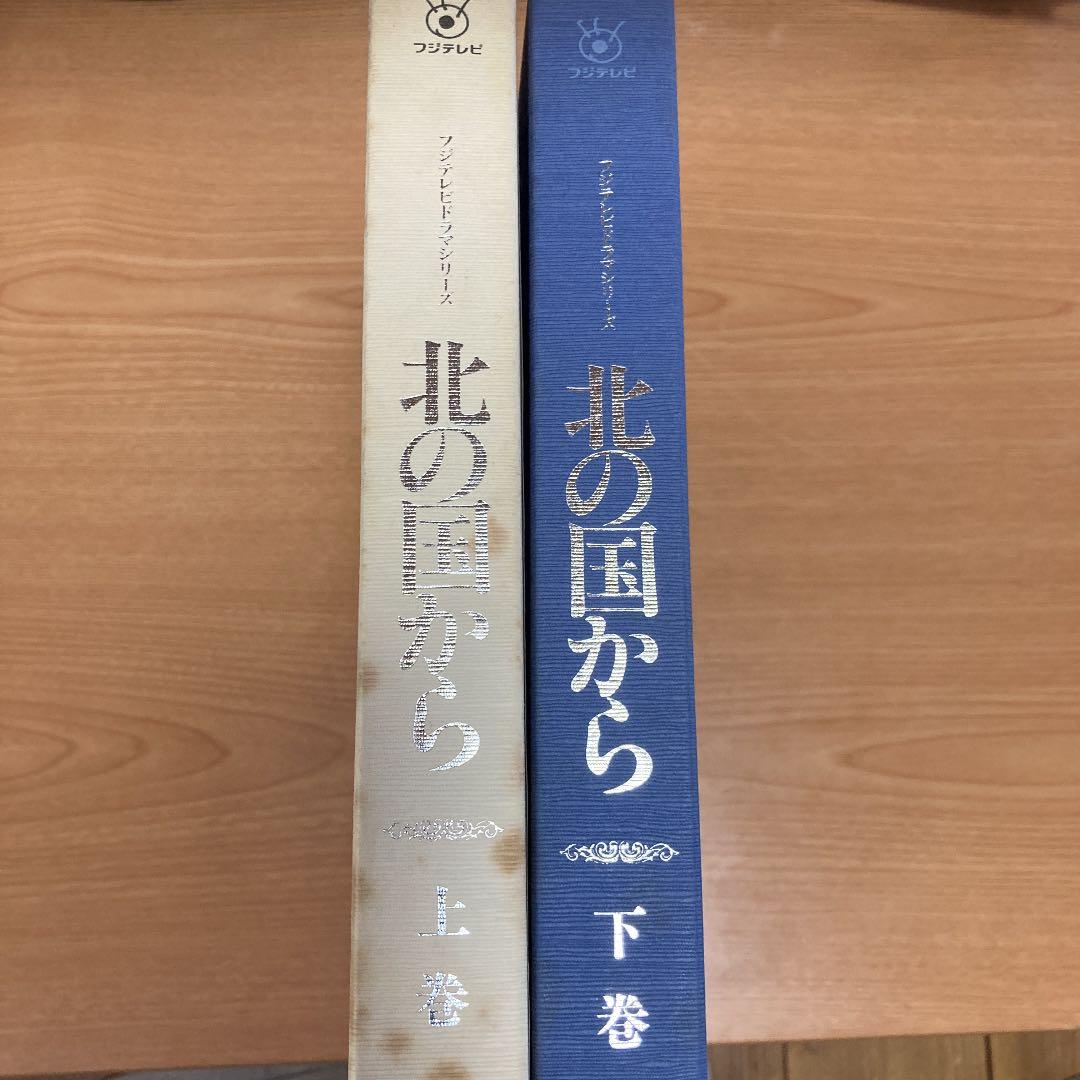 フジテレビ
フジテレビドラマシリーズ
北の国から
上巻
フジテレビ
フジテレビドラマシリーズ
北の国から
下巻